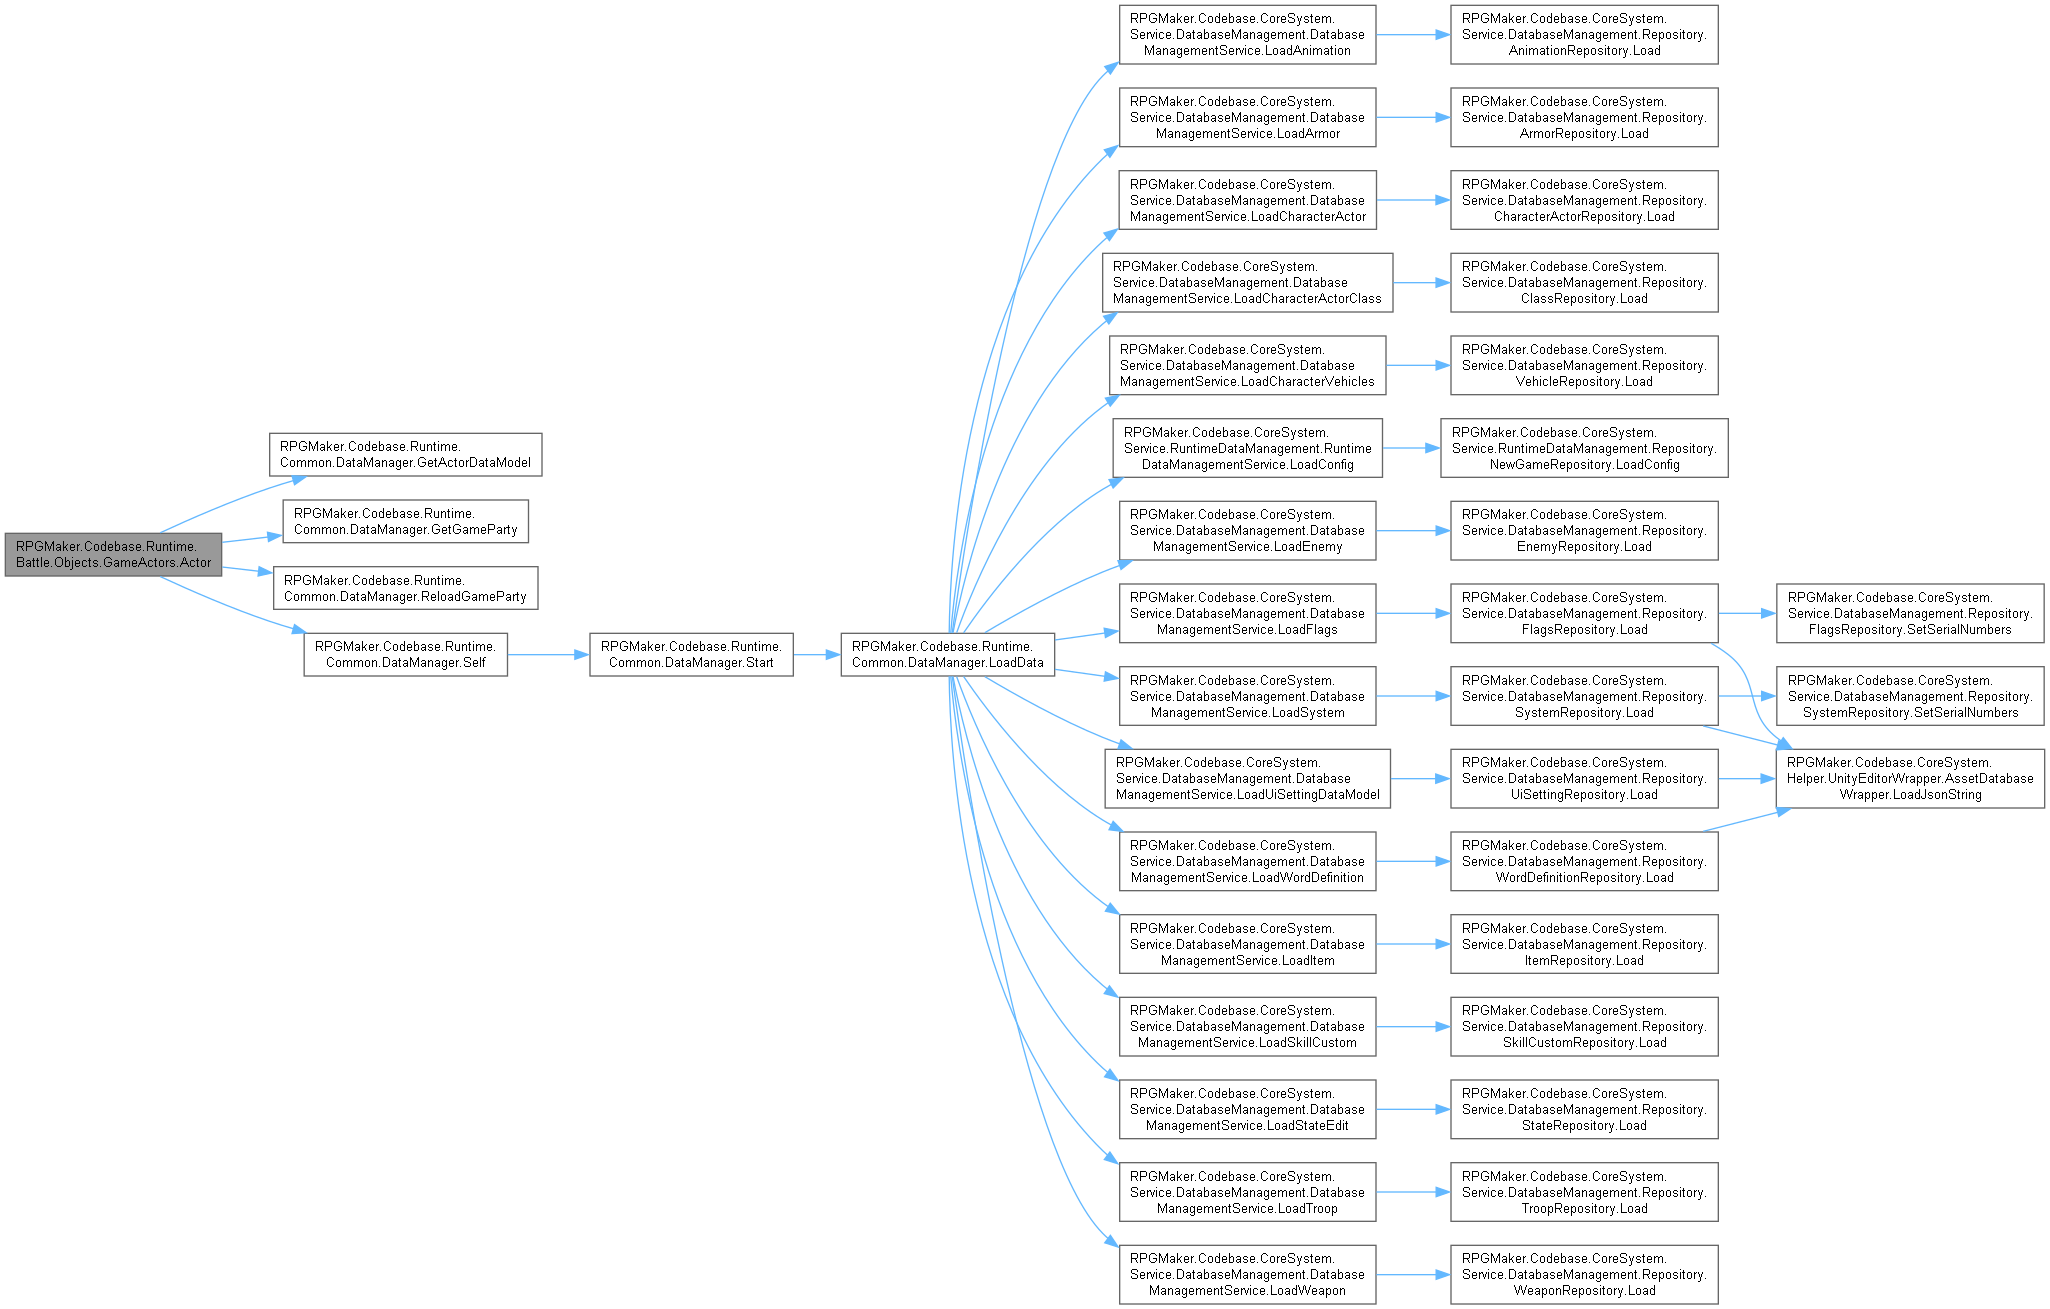 RPGMaker.Codebase.Runtime.
Battle.Objects.GameActors.Actor
RPGMaker.Codebase.Runtime.
Common.DataManager.GetActorDataModel
RPGMaker.Codebase.Runtime.
Common.DataManager.GetGameParty
RPGMaker.Codebase.Runtime.
Common.DataManager.ReloadGameParty
RPGMaker.Codebase.Runtime.
Common.DataManager.Self
RPGMaker.Codebase.Runtime.
Common.DataManager.Start
RPGMaker.Codebase.Runtime.
Common.DataManager.LoadData
RPGMaker.Codebase.CoreSystem.
Service.DatabaseManagement.Database
ManagementService.LoadAnimation
RPGMaker.Codebase.CoreSystem.
Service.DatabaseManagement.Repository.
AnimationRepository.Load
RPGMaker.Codebase.CoreSystem.
Service.DatabaseManagement.Database
ManagementService.LoadArmor
RPGMaker.Codebase.CoreSystem.
Service.DatabaseManagement.Repository.
ArmorRepository.Load
RPGMaker.Codebase.CoreSystem.
Service.DatabaseManagement.Database
ManagementService.LoadCharacterActor
RPGMaker.Codebase.CoreSystem.
Service.DatabaseManagement.Repository.
CharacterActorRepository.Load
RPGMaker.Codebase.CoreSystem.
Service.DatabaseManagement.Database
ManagementService.LoadCharacterActorClass
RPGMaker.Codebase.CoreSystem.
Service.DatabaseManagement.Repository.
ClassRepository.Load
RPGMaker.Codebase.CoreSystem.
Service.DatabaseManagement.Database
ManagementService.LoadCharacterVehicles
RPGMaker.Codebase.CoreSystem.
Service.DatabaseManagement.Repository.
VehicleRepository.Load
RPGMaker.Codebase.CoreSystem.
Service.RuntimeDataManagement.Runtime
DataManagementService.LoadConfig
RPGMaker.Codebase.CoreSystem.
Service.RuntimeDataManagement.Repository.
NewGameRepository.LoadConfig
RPGMaker.Codebase.CoreSystem.
Service.DatabaseManagement.Database
ManagementService.LoadEnemy
RPGMaker.Codebase.CoreSystem.
Service.DatabaseManagement.Repository.
EnemyRepository.Load
RPGMaker.Codebase.CoreSystem.
Service.DatabaseManagement.Database
ManagementService.LoadFlags
RPGMaker.Codebase.CoreSystem.
Service.DatabaseManagement.Repository.
FlagsRepository.Load
RPGMaker.Codebase.CoreSystem.
Service.DatabaseManagement.Repository.
FlagsRepository.SetSerialNumbers
RPGMaker.Codebase.CoreSystem.
Service.DatabaseManagement.Database
ManagementService.LoadSystem
RPGMaker.Codebase.CoreSystem.
Service.DatabaseManagement.Repository.
SystemRepository.Load
RPGMaker.Codebase.CoreSystem.
Service.DatabaseManagement.Repository.
SystemRepository.SetSerialNumbers
RPGMaker.Codebase.CoreSystem.
Service.DatabaseManagement.Database
ManagementService.LoadUiSettingDataModel
RPGMaker.Codebase.CoreSystem.
Service.DatabaseManagement.Repository.
UiSettingRepository.Load
RPGMaker.Codebase.CoreSystem.
Helper.UnityEditorWrapper.AssetDatabase
Wrapper.LoadJsonString
RPGMaker.Codebase.CoreSystem.
Service.DatabaseManagement.Database
ManagementService.LoadWordDefinition
RPGMaker.Codebase.CoreSystem.
Service.DatabaseManagement.Repository.
WordDefinitionRepository.Load
RPGMaker.Codebase.CoreSystem.
Service.DatabaseManagement.Database
ManagementService.LoadItem
RPGMaker.Codebase.CoreSystem.
Service.DatabaseManagement.Repository.
ItemRepository.Load
RPGMaker.Codebase.CoreSystem.
Service.DatabaseManagement.Database
ManagementService.LoadSkillCustom
RPGMaker.Codebase.CoreSystem.
Service.DatabaseManagement.Repository.
SkillCustomRepository.Load
RPGMaker.Codebase.CoreSystem.
Service.DatabaseManagement.Database
ManagementService.LoadStateEdit
RPGMaker.Codebase.CoreSystem.
Service.DatabaseManagement.Repository.
StateRepository.Load
RPGMaker.Codebase.CoreSystem.
Service.DatabaseManagement.Database
ManagementService.LoadTroop
RPGMaker.Codebase.CoreSystem.
Service.DatabaseManagement.Repository.
TroopRepository.Load
RPGMaker.Codebase.CoreSystem.
Service.DatabaseManagement.Database
ManagementService.LoadWeapon
RPGMaker.Codebase.CoreSystem.
Service.DatabaseManagement.Repository.
WeaponRepository.Load